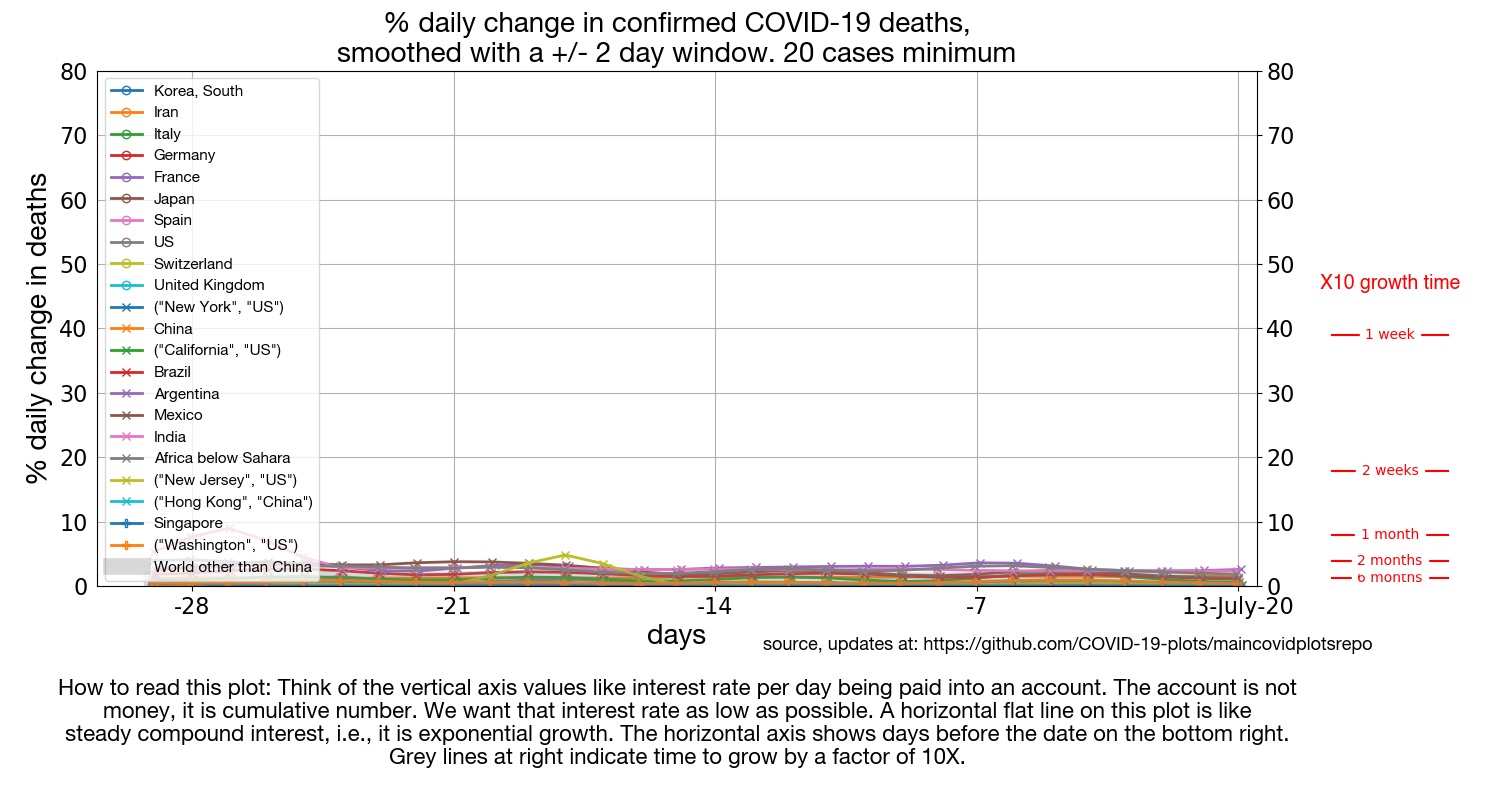 % daily change in confirmed COVID-19 deaths,
smoothed with a +/- 2 day window. 20 cases minimum
80
70
60
50
40
30
20
10
0
% daily change in deaths
Korea, South
Iran
Italy
Germany
France
Japan
Spain
US
Switzerland
United Kingdom
("New York", "US")
China
("California", "US")
Brazil
Argentina
Mexico
India
Africa below Sahara
("New Jersey", "US")
("Hong Kong", "China")
Singapore
("Washington", "US")
World other than China
80
70
60
50
40
30
20
10
0
X10 growth time
1 week
2 weeks
1 month
2 months
6 months
-28
-21
-14
-7
13-July-20
days
source, updates at: https://github.com/COVID-19-plots/maincovidplotsrepo
How to read this plot: Think of the vertical axis values like interest rate per day being paid into an account. The account is not
money, it is cumulative number. We want that interest rate as low as possible. A horizontal flat line on this plot is like
steady compound interest, i.e., it is exponential growth. The horizontal axis shows days before the date on the bottom right.
Grey lines at right indicate time to grow by a factor of 10X.